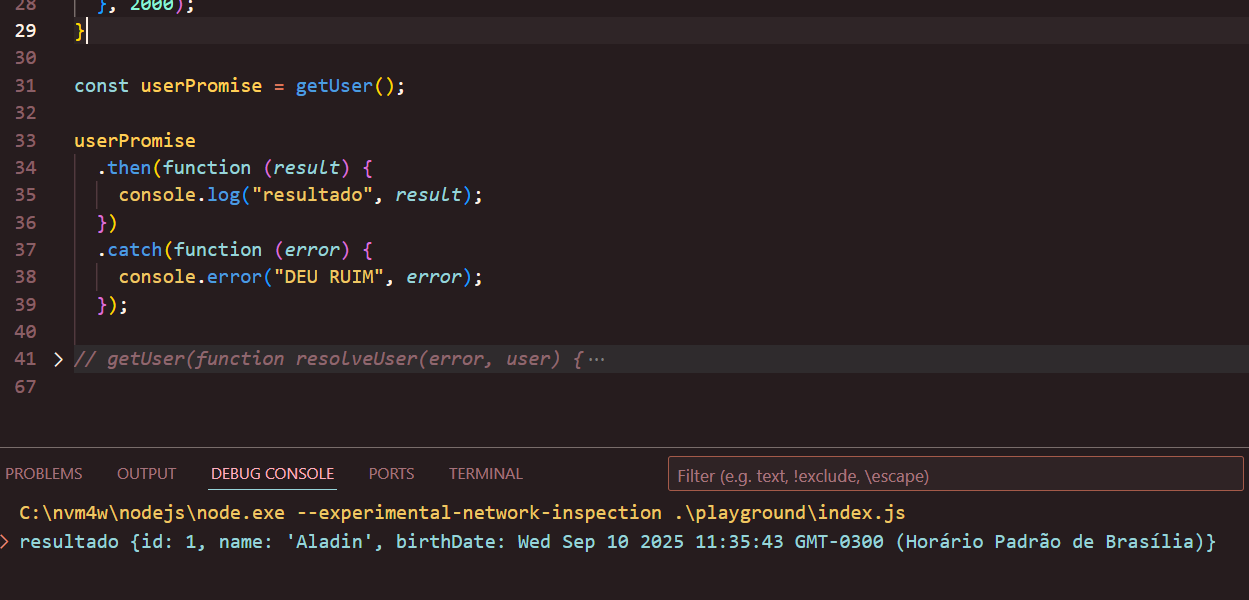 28 }, 2000);
29 }
30
31 const userPromise = getUser();
32
33 userPromise
34 .then(function (result) {
35 console.log("resultado", result);
36 })
37 .catch(function (error) {
38 console.error("DEU RUIM", error);
39 });
40
41 // getUser(function resolveUser(error, user) { ···
67
PROBLEMS OUTPUT DEBUG CONSOLE PORTS TERMINAL Filter (e.g. text, !exclude, \escape)
C:\nvm4w\nodejs\node.exe --experimental-network-inspection .\playground\index.js
resultado {id: 1, name: 'Aladin', birthDate: Wed Sep 10 2025 11:35:43 GMT-0300 (Horário Padrão de Brasília)}